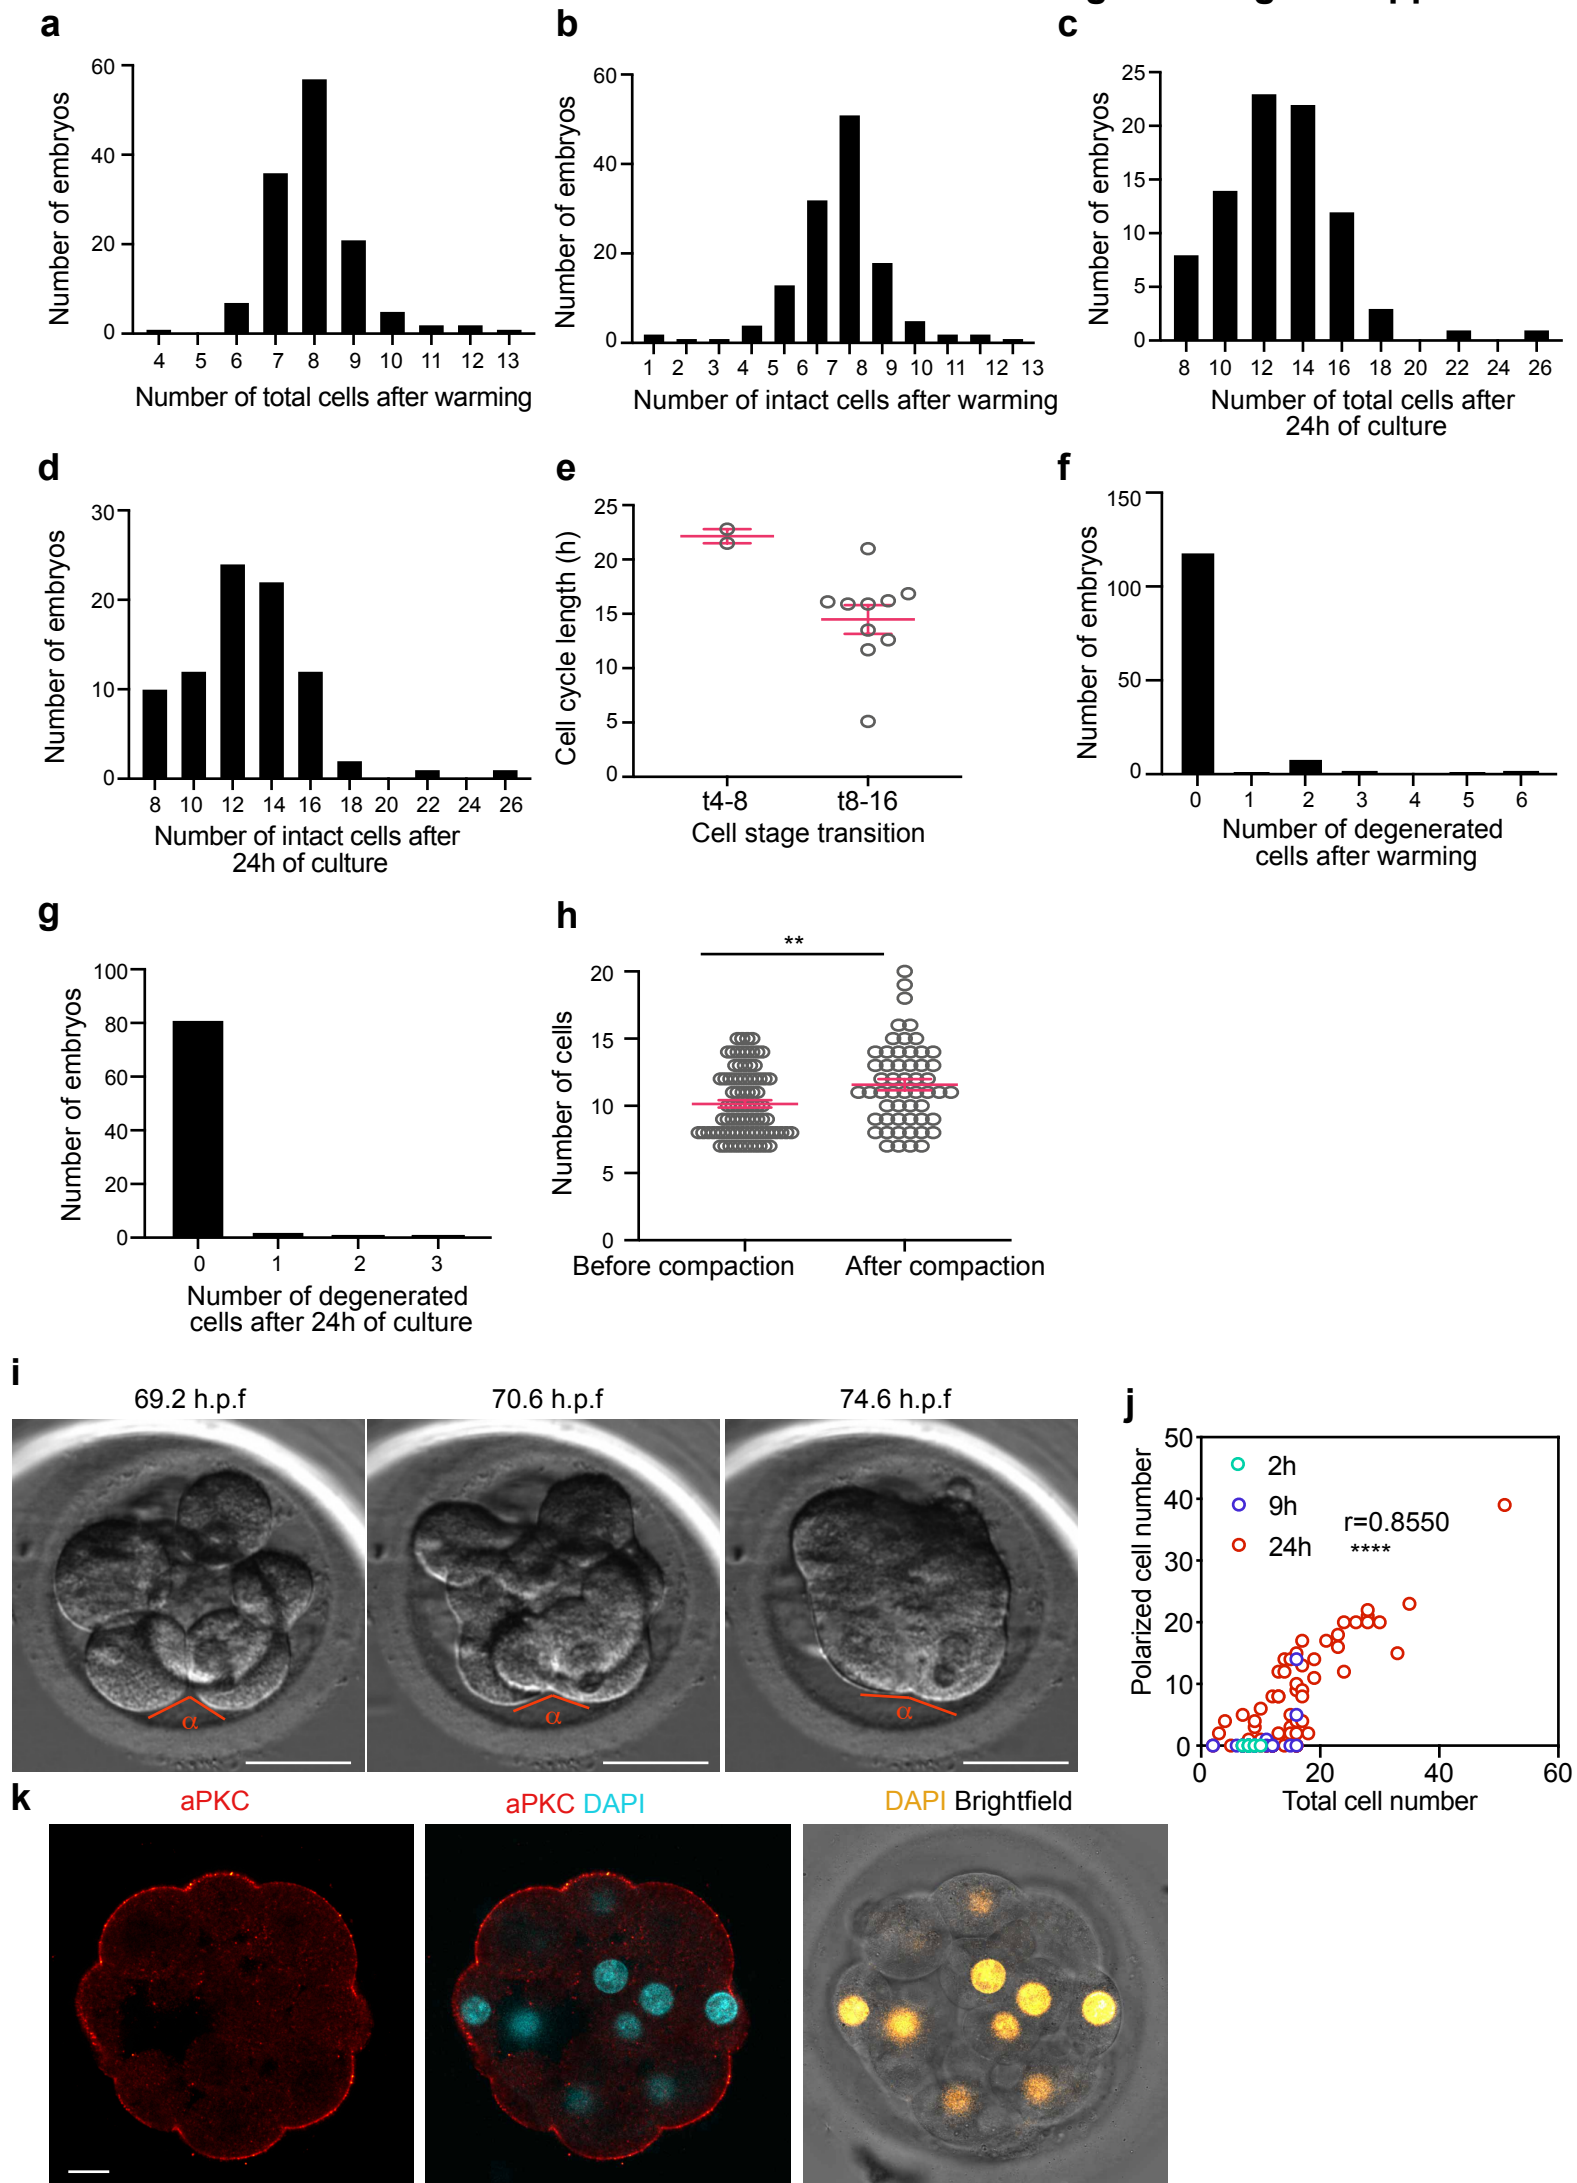 a
b
c
60
40
20
0
Number of embryos
4 5 6 7 8 9 10 11 12 13
Number of total cells after warming
60
40
20
0
Number of embryos
1 2 3 4 5 6 7 8 9 10 11 12 13
Number of intact cells after warming
25
20
15
10
5
0
Number of embryos
8 10 12 14 16 18 20 22 24 26
Number of total cells after
24h of culture
d
e
f
30
20
10
0
Number of embryos
8 10 12 14 16 18 20 22 24 26
Number of intact cells after
24h of culture
25
20
15
10
5
0
Cell cycle length (h)
t4-8 t8-16
Cell stage transition
150
100
50
0
Number of embryos
0 1 2 3 4 5 6
Number of degenerated
cells after warming
g
h
100
80
60
40
20
0
Number of embryos
0 1 2 3
Number of degenerated
cells after 24h of culture
**
20
15
10
5
0
Number of cells
Before compaction After compaction
i
69.2 h.p.f 70.6 h.p.f 74.6 h.p.f
α α α
j
50
40
30
20
10
0
Polarized cell number
2h
9h
24h
r=0.8550
****
0 20 40 60
Total cell number
k
aPKC
aPKC DAPI
DAPI Brightfield